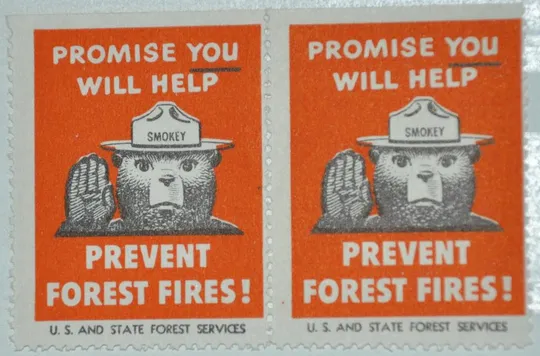 PROMISE YOU
WILL HELP
SMOKEY
PREVENT
FOREST FIRES!
U. S. AND STATE FOREST SERVICES
PROMISE YOU
WILL HELP
SMOKEY
PREVENT
FOREST FIRES!
U. S. AND STATE FOREST SERVICES